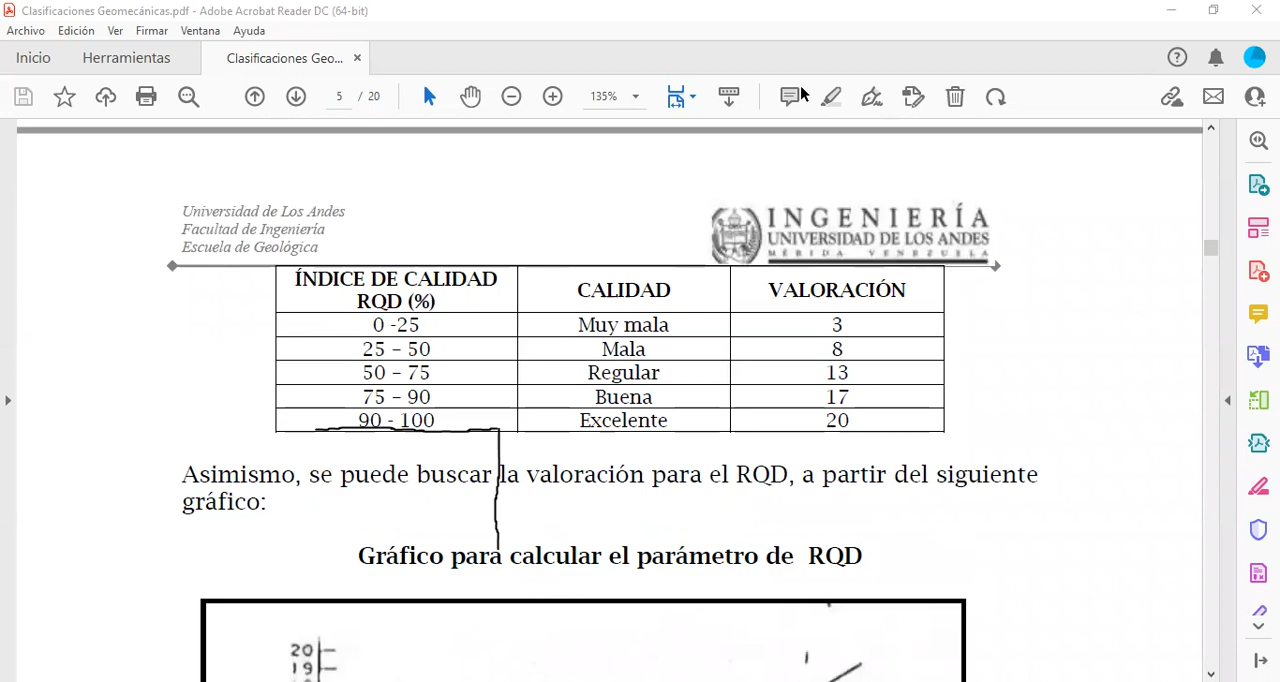 Clasificaciones Geomecánicas.pdf - Adobe Acrobat Reader DC (64-bit)
Archivo Edición Ver Firmar Ventana Ayuda
Inicio Herramientas Clasificaciones Geo... ×
5 / 20 135%
Universidad de Los Andes
Facultad de Ingeniería
Escuela de Geológica
INGENIERÍA
UNIVERSIDAD DE LOS ANDES
MÉRIDA VENEZUELA
ÍNDICE DE CALIDAD RQD (%) CALIDAD VALORACIÓN
0 -25 Muy mala 3
25 – 50 Mala 8
50 – 75 Regular 13
75 – 90 Buena 17
90 - 100 Excelente 20
Asimismo, se puede buscar la valoración para el RQD, a partir del siguiente
gráfico:
Gráfico para calcular el parámetro de RQD
20
19